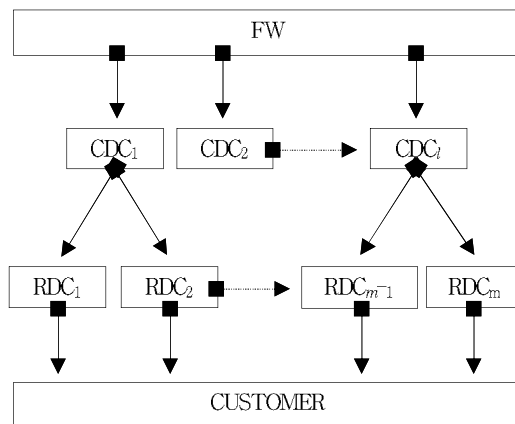 FW
CDC₁ CDC₂ CDCₗ
RDC₁ RDC₂ RDCₘ₋₁ RDCₘ
CUSTOMER